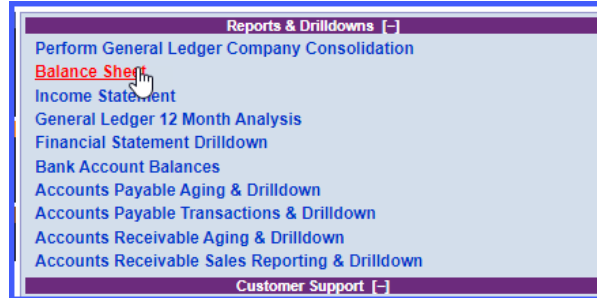 Reports & Drilldowns [–]
Perform General Ledger Company Consolidation
Balance Sheet
Income Statement
General Ledger 12 Month Analysis
Financial Statement Drilldown
Bank Account Balances
Accounts Payable Aging & Drilldown
Accounts Payable Transactions & Drilldown
Accounts Receivable Aging & Drilldown
Accounts Receivable Sales Reporting & Drilldown
Customer Support [–]